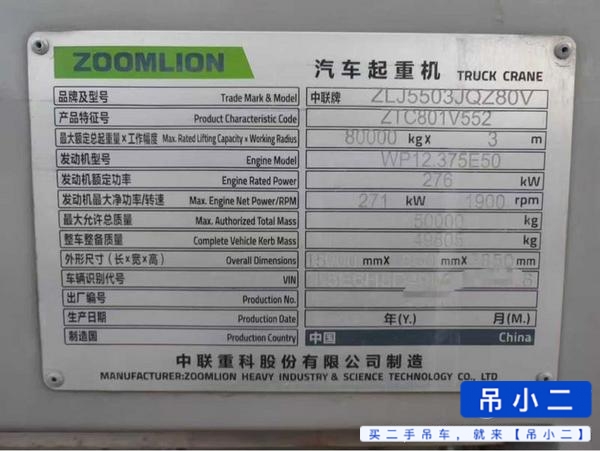 ZOOMLION 汽车起重机 TRUCK CRANE
品牌及型号 Trade Mark & Model 中联牌 ZLJ5503JQZ80V
产品特征号 Product Characteristic Code ZTC801V552
最大额定总起重量×工作幅度 Max. Rated Lifting Capacity × Working Radius 80000 kg× 3 m
发动机型号 Engine Model WP12.375E50
发动机额定功率 Engine Rated Power 276 kW
发动机最大净功率/转速 Max. Engine Net Power/RPM 271 kW 1900 rpm
最大允许总质量 Max. Authorized Total Mass 50000 kg
整车整备质量 Complete Vehicle Kerb Mass 49805 kg
外形尺寸（长×宽×高） Overall Dimensions mm× mm× mm
车辆识别代号 VIN
出厂编号 Production No.
生产日期 Production Date 年(Y.) 月(M.)
制造国 Production Country 中国 China
中联重科股份有限公司制造
MANUFACTURER:ZOOMLION HEAVY INDUSTRY & SCIENCE TECHNOLOGY CO., LTD
吊小二
买二手吊车，就来【吊小二】